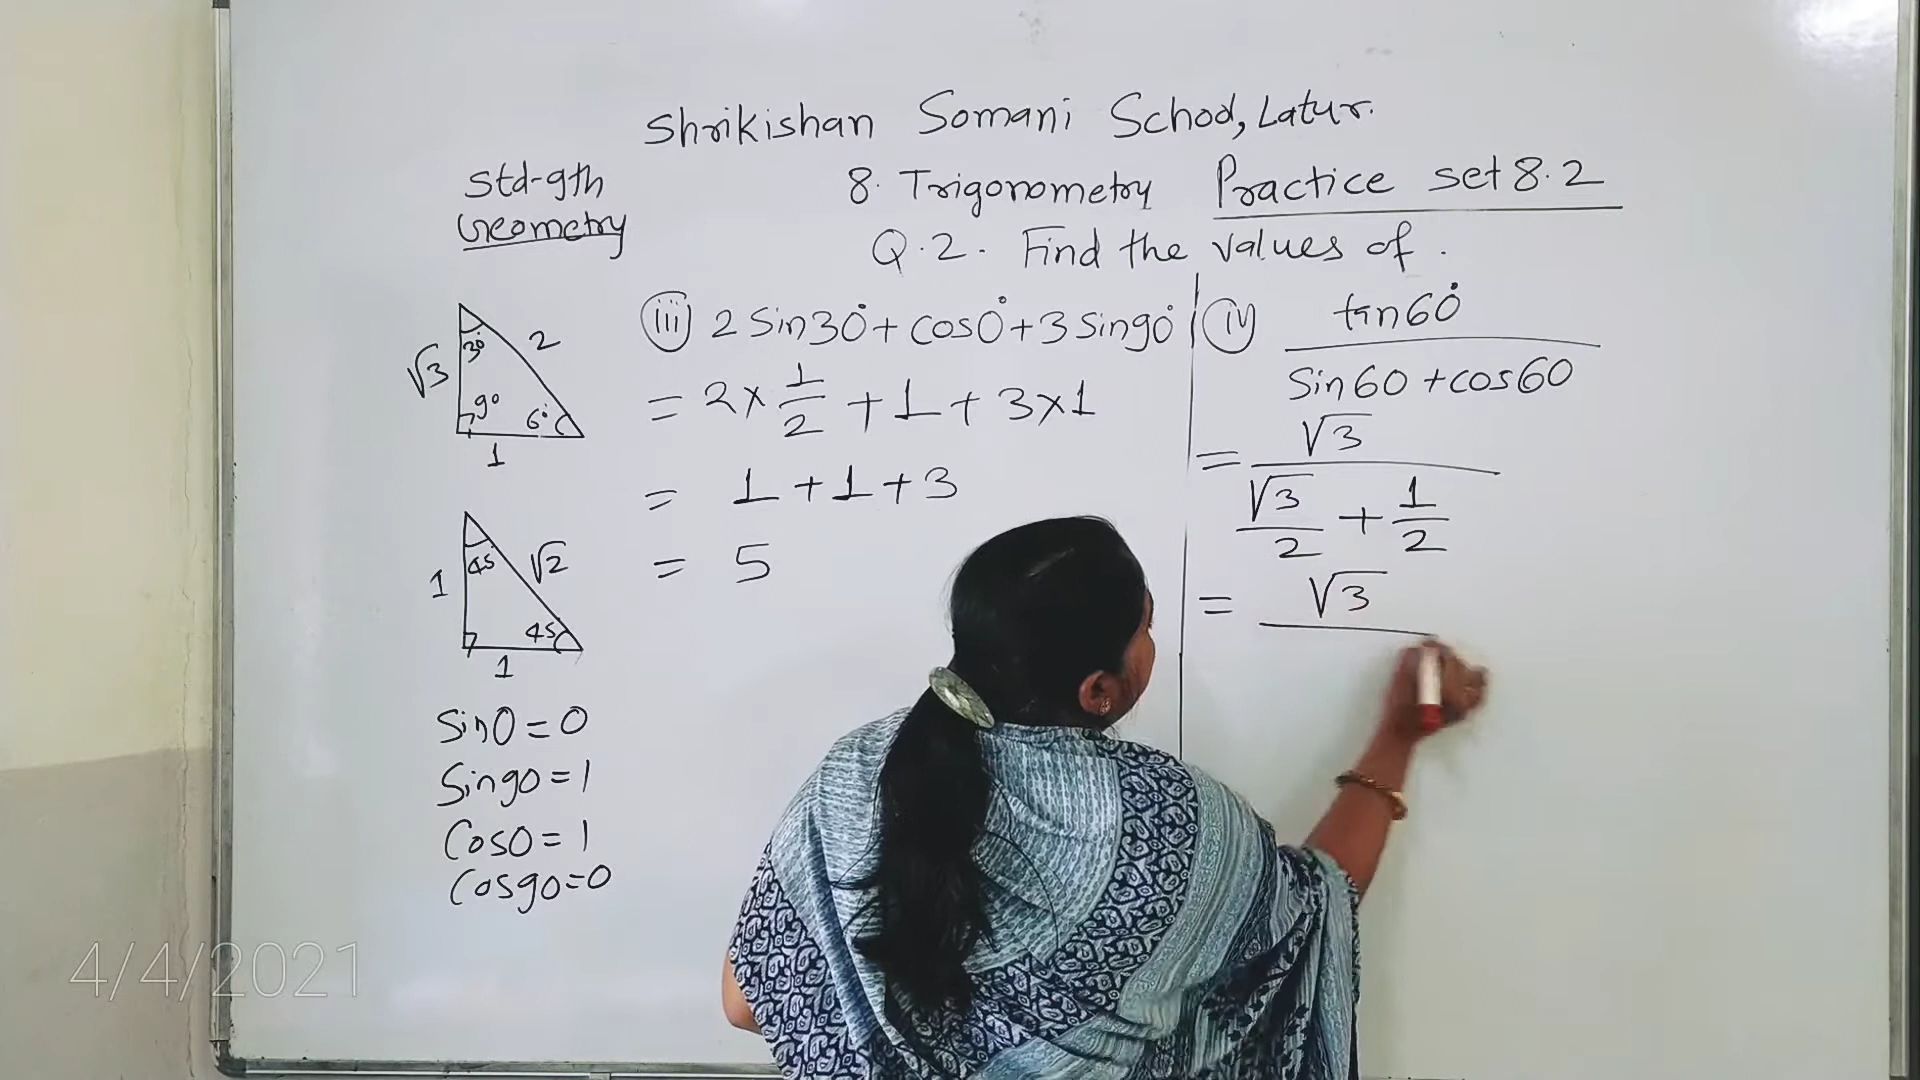 Shrikishan Somani School, Latur.
Std-9th
Geometry
8. Trigonometry Practice set 8.2
Q.2. Find the values of.
√3
30
2
90
60
1
1
45
√2
45
1
Sin0 = 0
Sin90 = 1
Cos0 = 1
Cos90=0
(iii) 2 Sin30° + cos0° + 3 Sin90°
= 2 × 1/2 + 1 + 3×1
= 1 + 1 + 3
= 5
(iv) tan60°
Sin60 + cos60
= √3
√3/2 + 1/2
= √3
4/4/2021